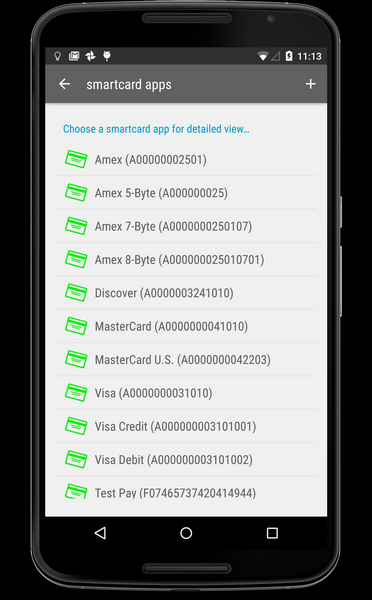 11:13
smartcard apps
Choose a smartcard app for detailed view…
Amex (A00000002501)
Amex 5-Byte (A000000025)
Amex 7-Byte (A0000000250107)
Amex 8-Byte (A000000025010701)
Discover (A0000003241010)
MasterCard (A0000000041010)
MasterCard U.S. (A0000000042203)
Visa (A0000000031010)
Visa Credit (A000000003101001)
Visa Debit (A000000003101002)
Test Pay (F07465737420414944)